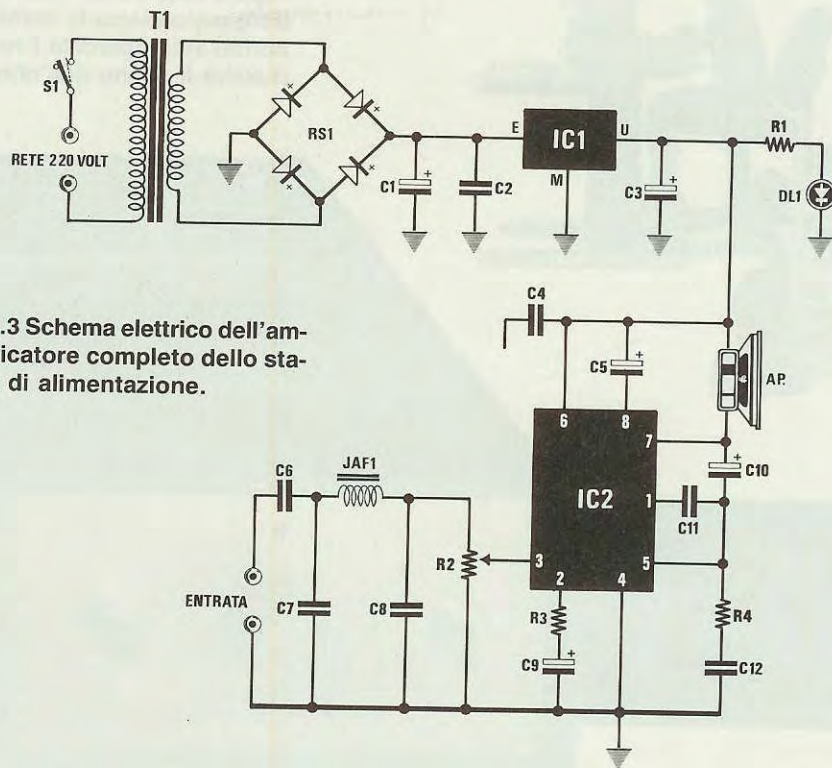 T1
S1
RETE 220 VOLT
RS1
C1
+
C2
E
IC1
U
M
C3
+
R1
DL1
.3 Schema elettrico dell'am-
icatore completo dello sta-
di alimentazione.
C4
C5
+
AP.
6
8
7
IC2
1
C10
+
C11
C6
JAF1
R2
3
5
ENTRATA
C7
C8
2
4
R3
R4
C9
+
C12